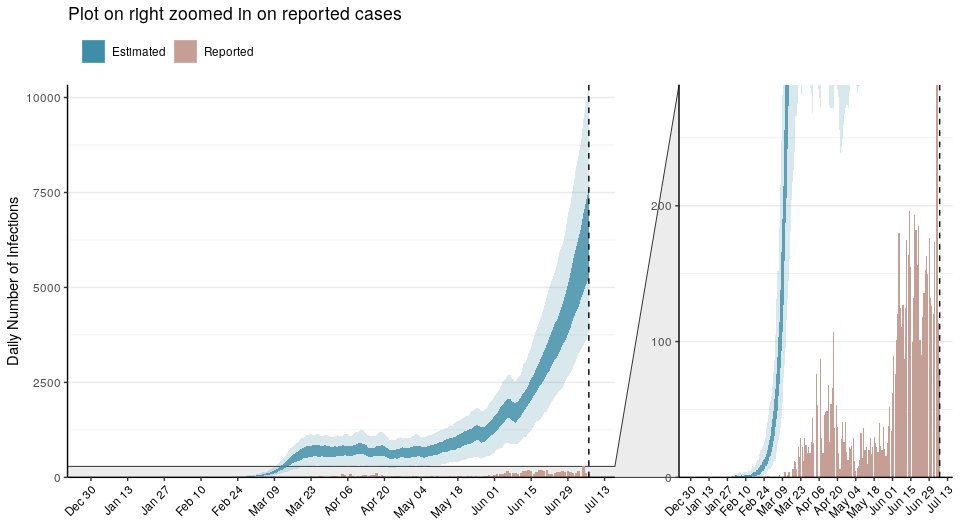 Plot on right zoomed in on reported cases
Estimated Reported
Daily Number of Infections
10000
7500
5000
2500
0
Dec 30 Jan 13 Jan 27 Feb 10 Feb 24 Mar 09 Mar 23 Apr 06 Apr 20 May 04 May 18 Jun 01 Jun 15 Jun 29 Jul 13
200
100
0
Dec 30 Jan 13 Jan 27 Feb 10 Feb 24 Mar 09 Mar 23 Apr 06 Apr 20 May 04 May 18 Jun 01 Jun 15 Jun 29 Jul 13